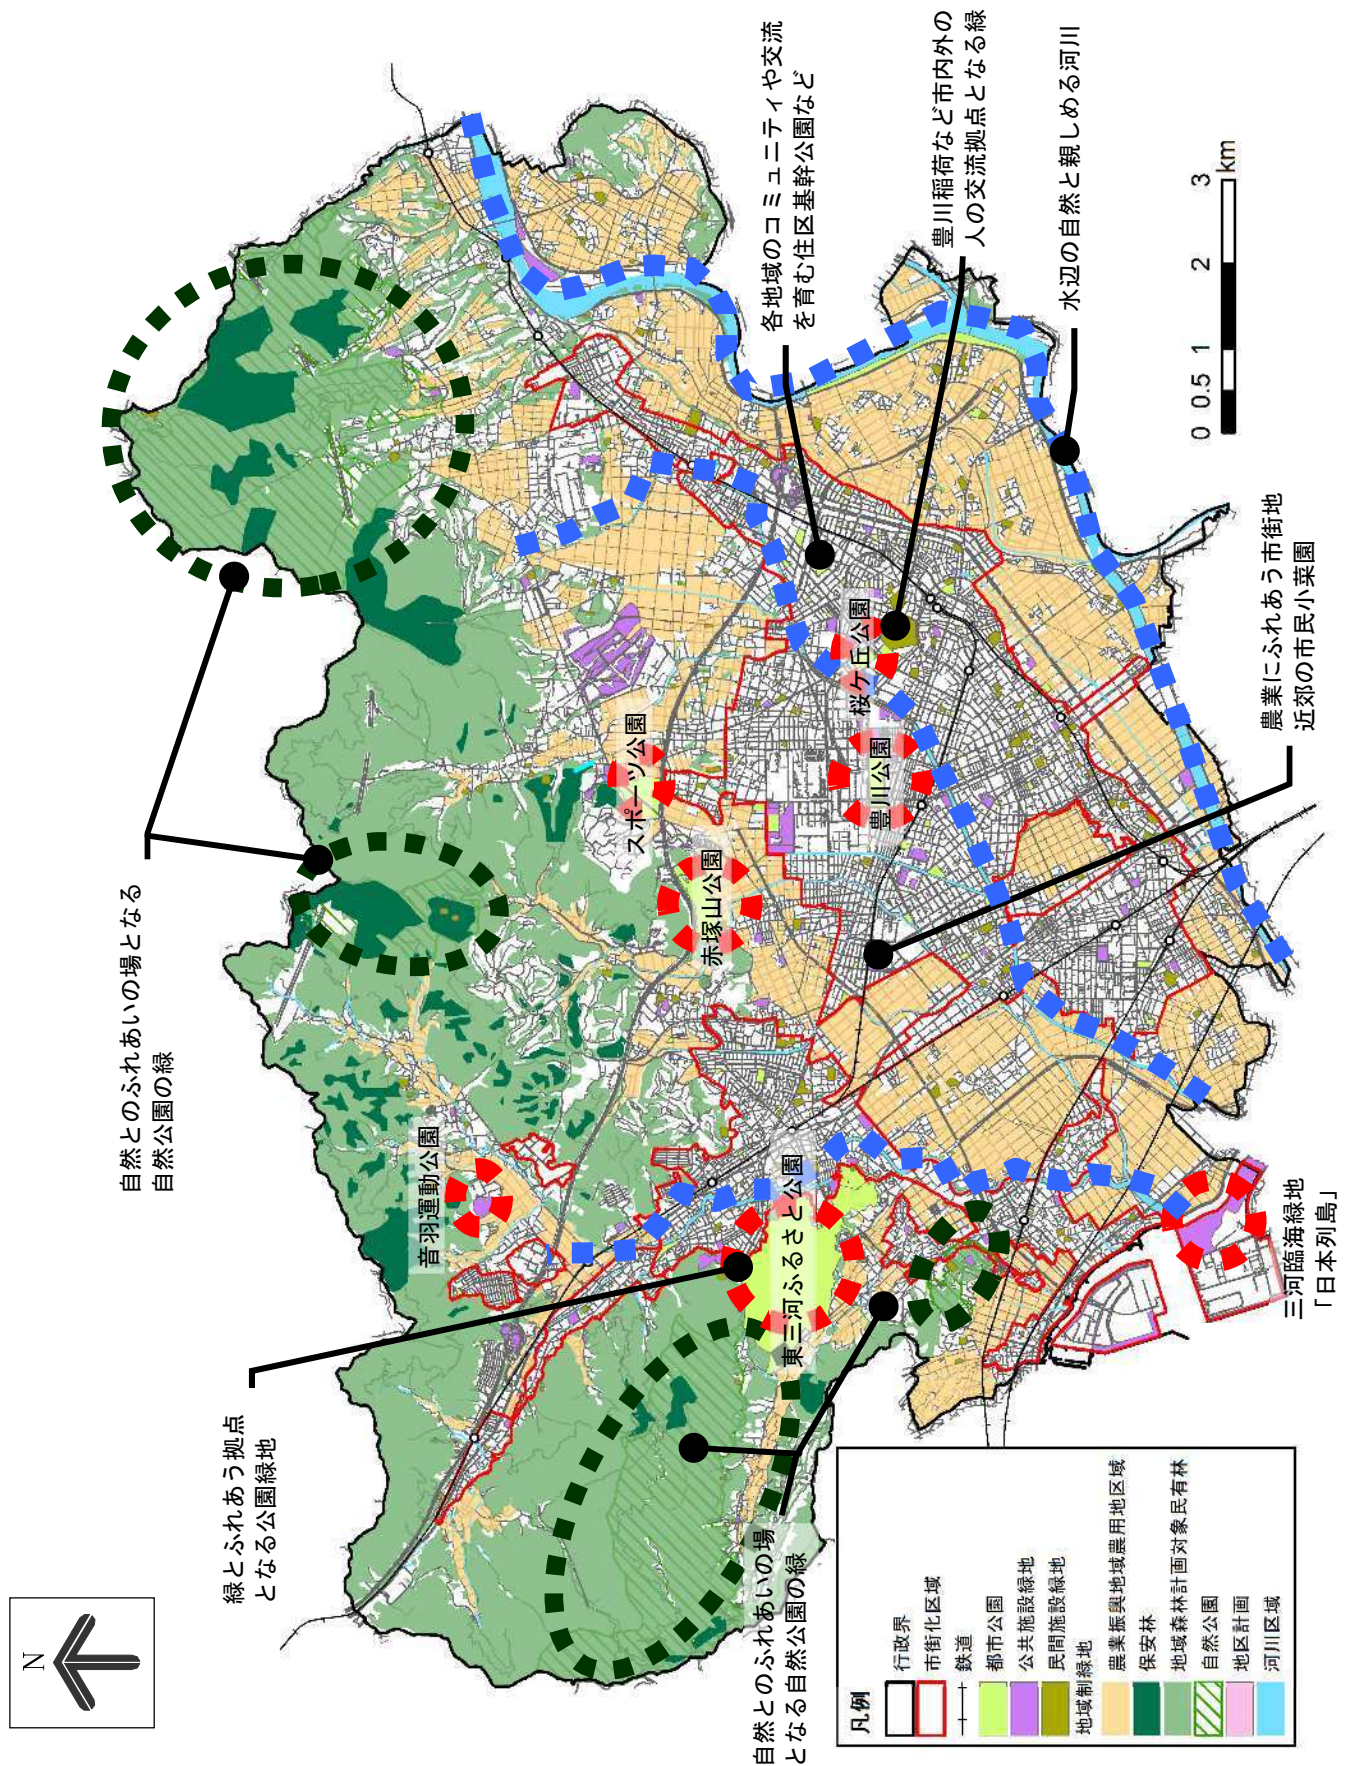 N
緑とふれあう拠点
となる公園緑地
自然とのふれあいの場となる
自然公園の緑
各地域のコミュニティや交流
を育む住区基幹公園など
豊川稲荷など市内外の
人の交流拠点となる緑
水辺の自然と親しめる河川
音羽運動公園
スポーツ公園
赤塚山公園
桜ケ丘公園
豊川公園
東三河ふるさと公園
農業にふれあう市街地
近郊の市民小菜園
三河臨海緑地
「日本列島」
自然とのふれあいの場
となる自然公園の緑
0 0.5 1 2 3
km
凡例
行政界
市街化区域
鉄道
都市公園
公共施設緑地
民間施設緑地
地域制緑地
農業振興地域農用地区域
保安林
地域森林計画対象民有林
自然公園
地区計画
河川区域